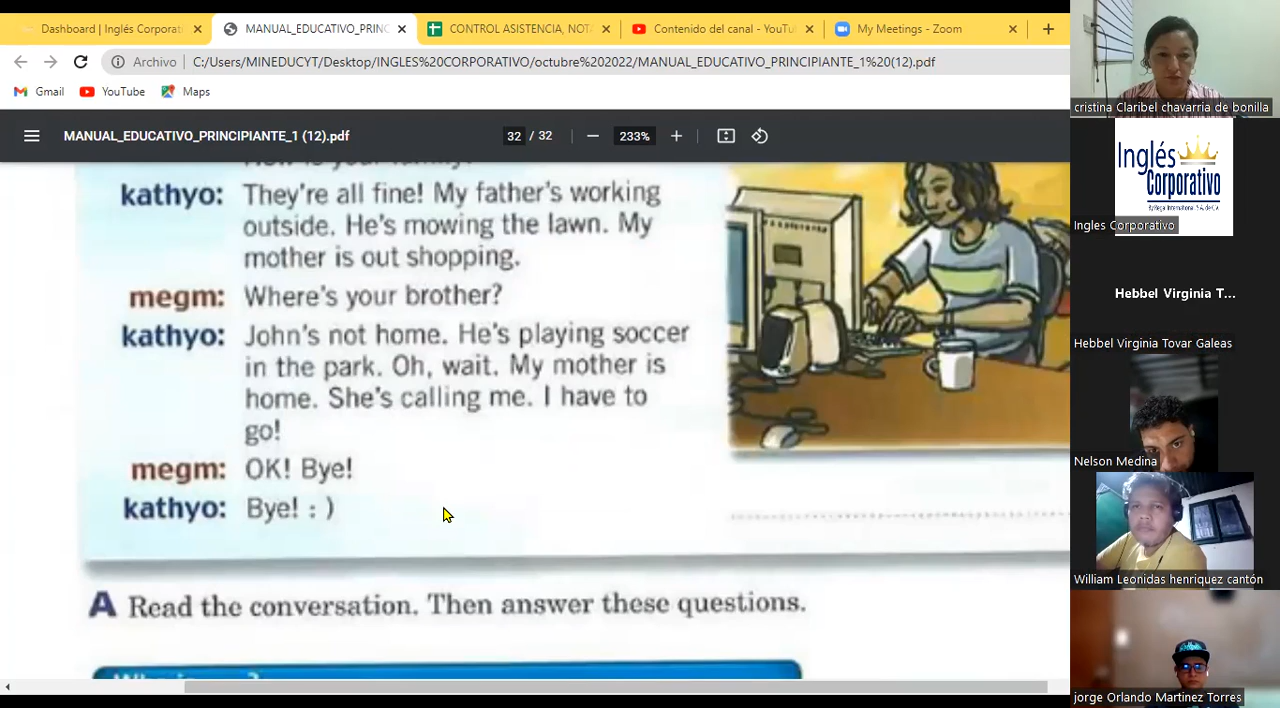 Dashboard | Inglés Corporati
MANUAL_EDUCATIVO_PRINC
CONTROL ASISTENCIA, NOTA
Contenido del canal - YouTu
My Meetings - Zoom
Archivo
C:/Users/MINEDUCYT/Desktop/INGLES%20CORPORATIVO/octubre%202022/MANUAL_EDUCATIVO_PRINCIPIANTE_1%20(12).pdf
Gmail
YouTube
Maps
MANUAL_EDUCATIVO_PRINCIPIANTE_1 (12).pdf
32 / 32
233%
How is your family?
kathyo: They're all fine! My father's working
outside. He's mowing the lawn. My
mother is out shopping.
megm: Where's your brother?
kathyo: John's not home. He's playing soccer
in the park. Oh, wait. My mother is
home. She's calling me. I have to
go!
megm: OK! Bye!
kathyo: Bye! : )
A Read the conversation. Then answer these questions.
cristina Claribel chavarria de bonilla
Inglés
Corporativo
Ingles Corporativo
Hebbel Virginia T...
Hebbel Virginia Tovar Galeas
Nelson Medina
William Leonidas henriquez cantón
jorge Orlando Martinez Torres